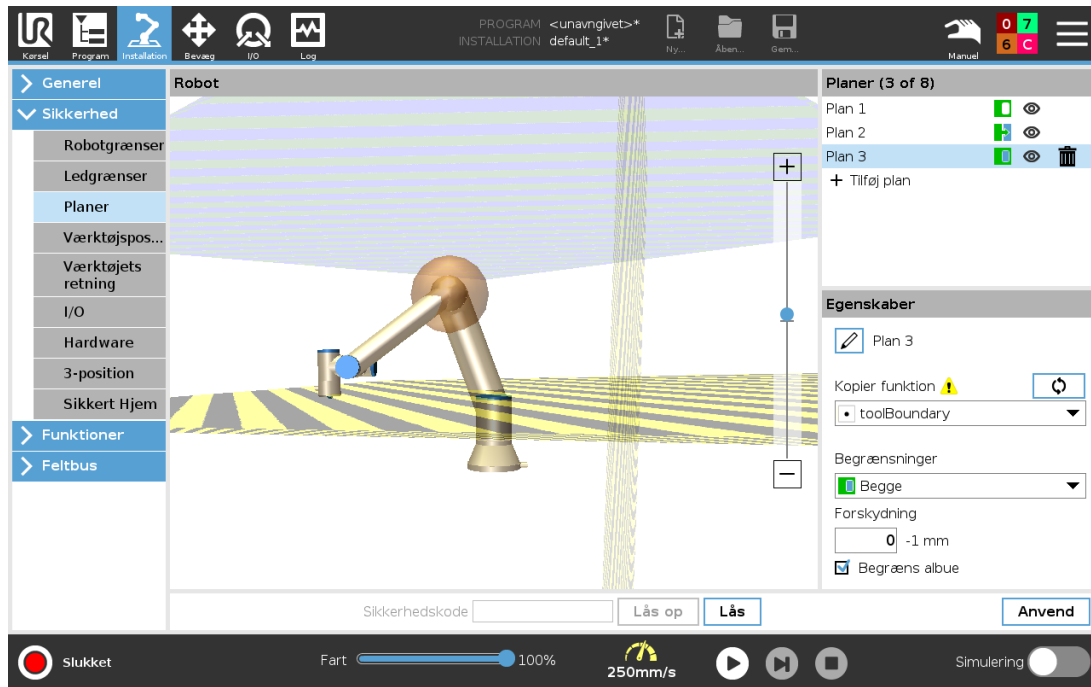 UR
PROGRAM <unavngivet>*
INSTALLATION default_1*
Kørsel
Program
Installation
Bevæg
I/O
Log
Ny...
Åben...
Gem...
Manuel
0 7
6 C
Generel
Sikkerhed
Robotgrænser
Ledgrænser
Planer
Værktøjspos...
Værktøjets
retning
I/O
Hardware
3-position
Sikkert Hjem
Funktioner
Feltbus
Robot
Planer (3 of 8)
Plan 1
Plan 2
Plan 3
+ Tilføj plan
Egenskaber
Plan 3
Kopier funktion
toolBoundary
Begrænsninger
Begge
Forskydning
0 -1 mm
Begræns albue
Sikkerhedskode
Lås op
Lås
Anvend
Slukket
Fart 100%
250mm/s
Simulering